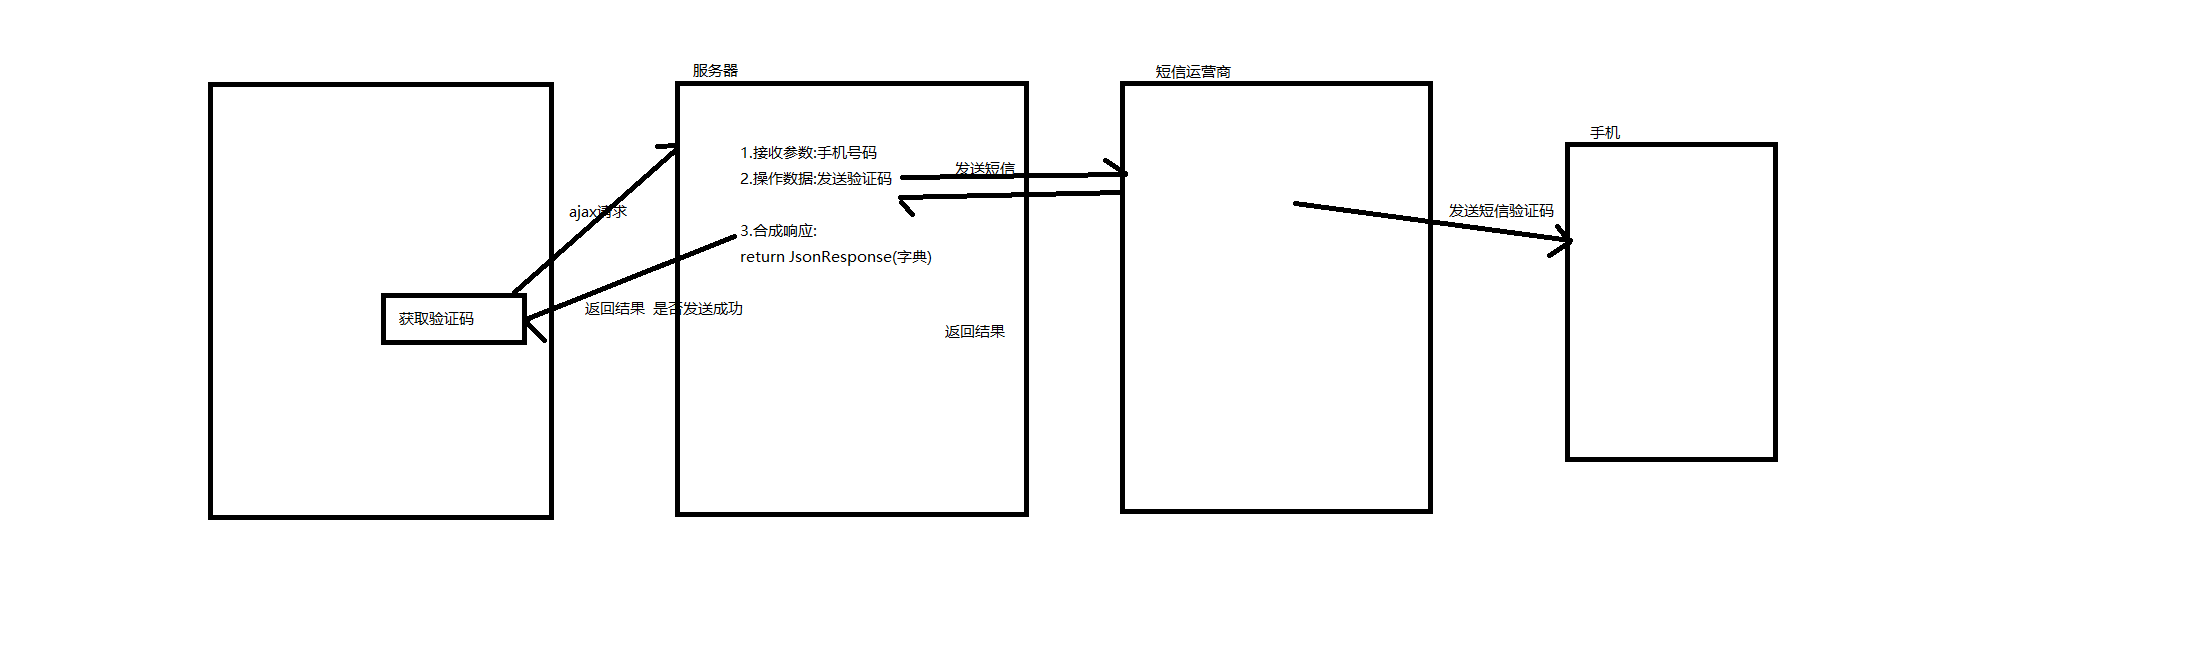 服务器
短信运营商
手机
1.接收参数:手机号码
2.操作数据:发送验证码
发送短信
ajax请求
发送短信验证码
3.合成响应:
return JsonResponse(字典)
返回结果 是否发送成功
获取验证码
返回结果